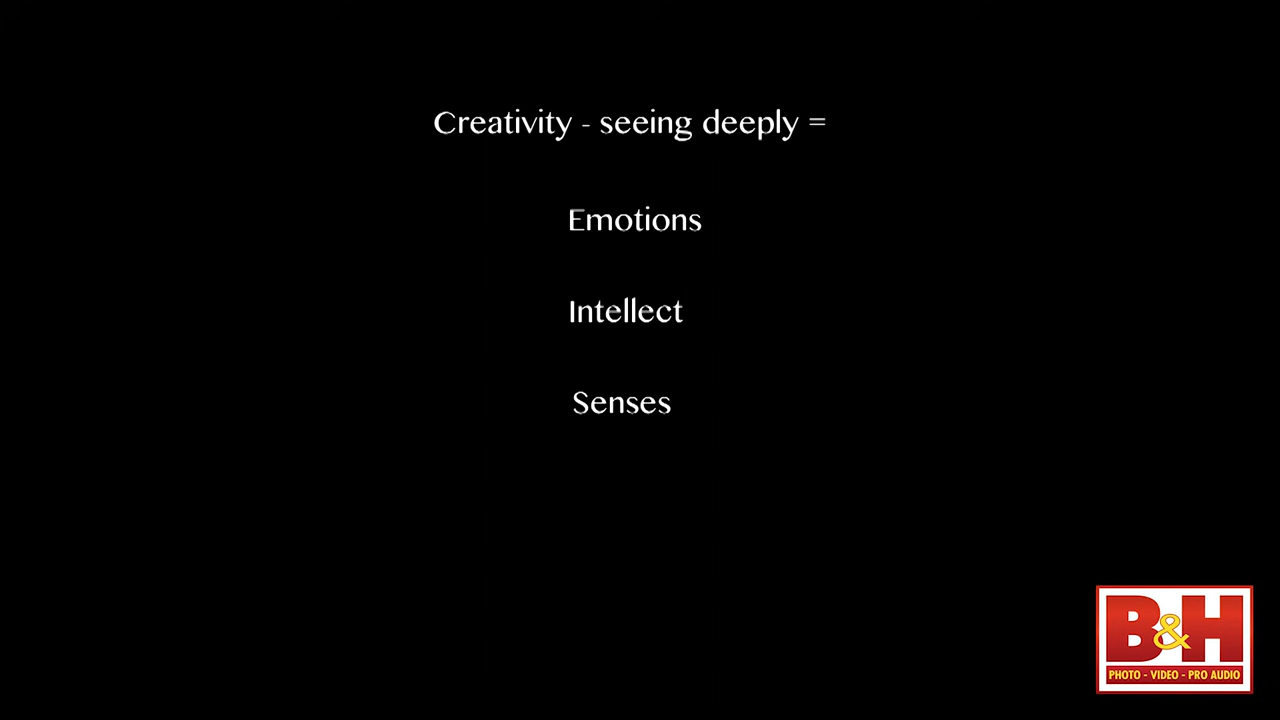 Creativity - seeing deeply =
Emotions
Intellect
Senses
B&H
PHOTO - VIDEO - PRO AUDIO